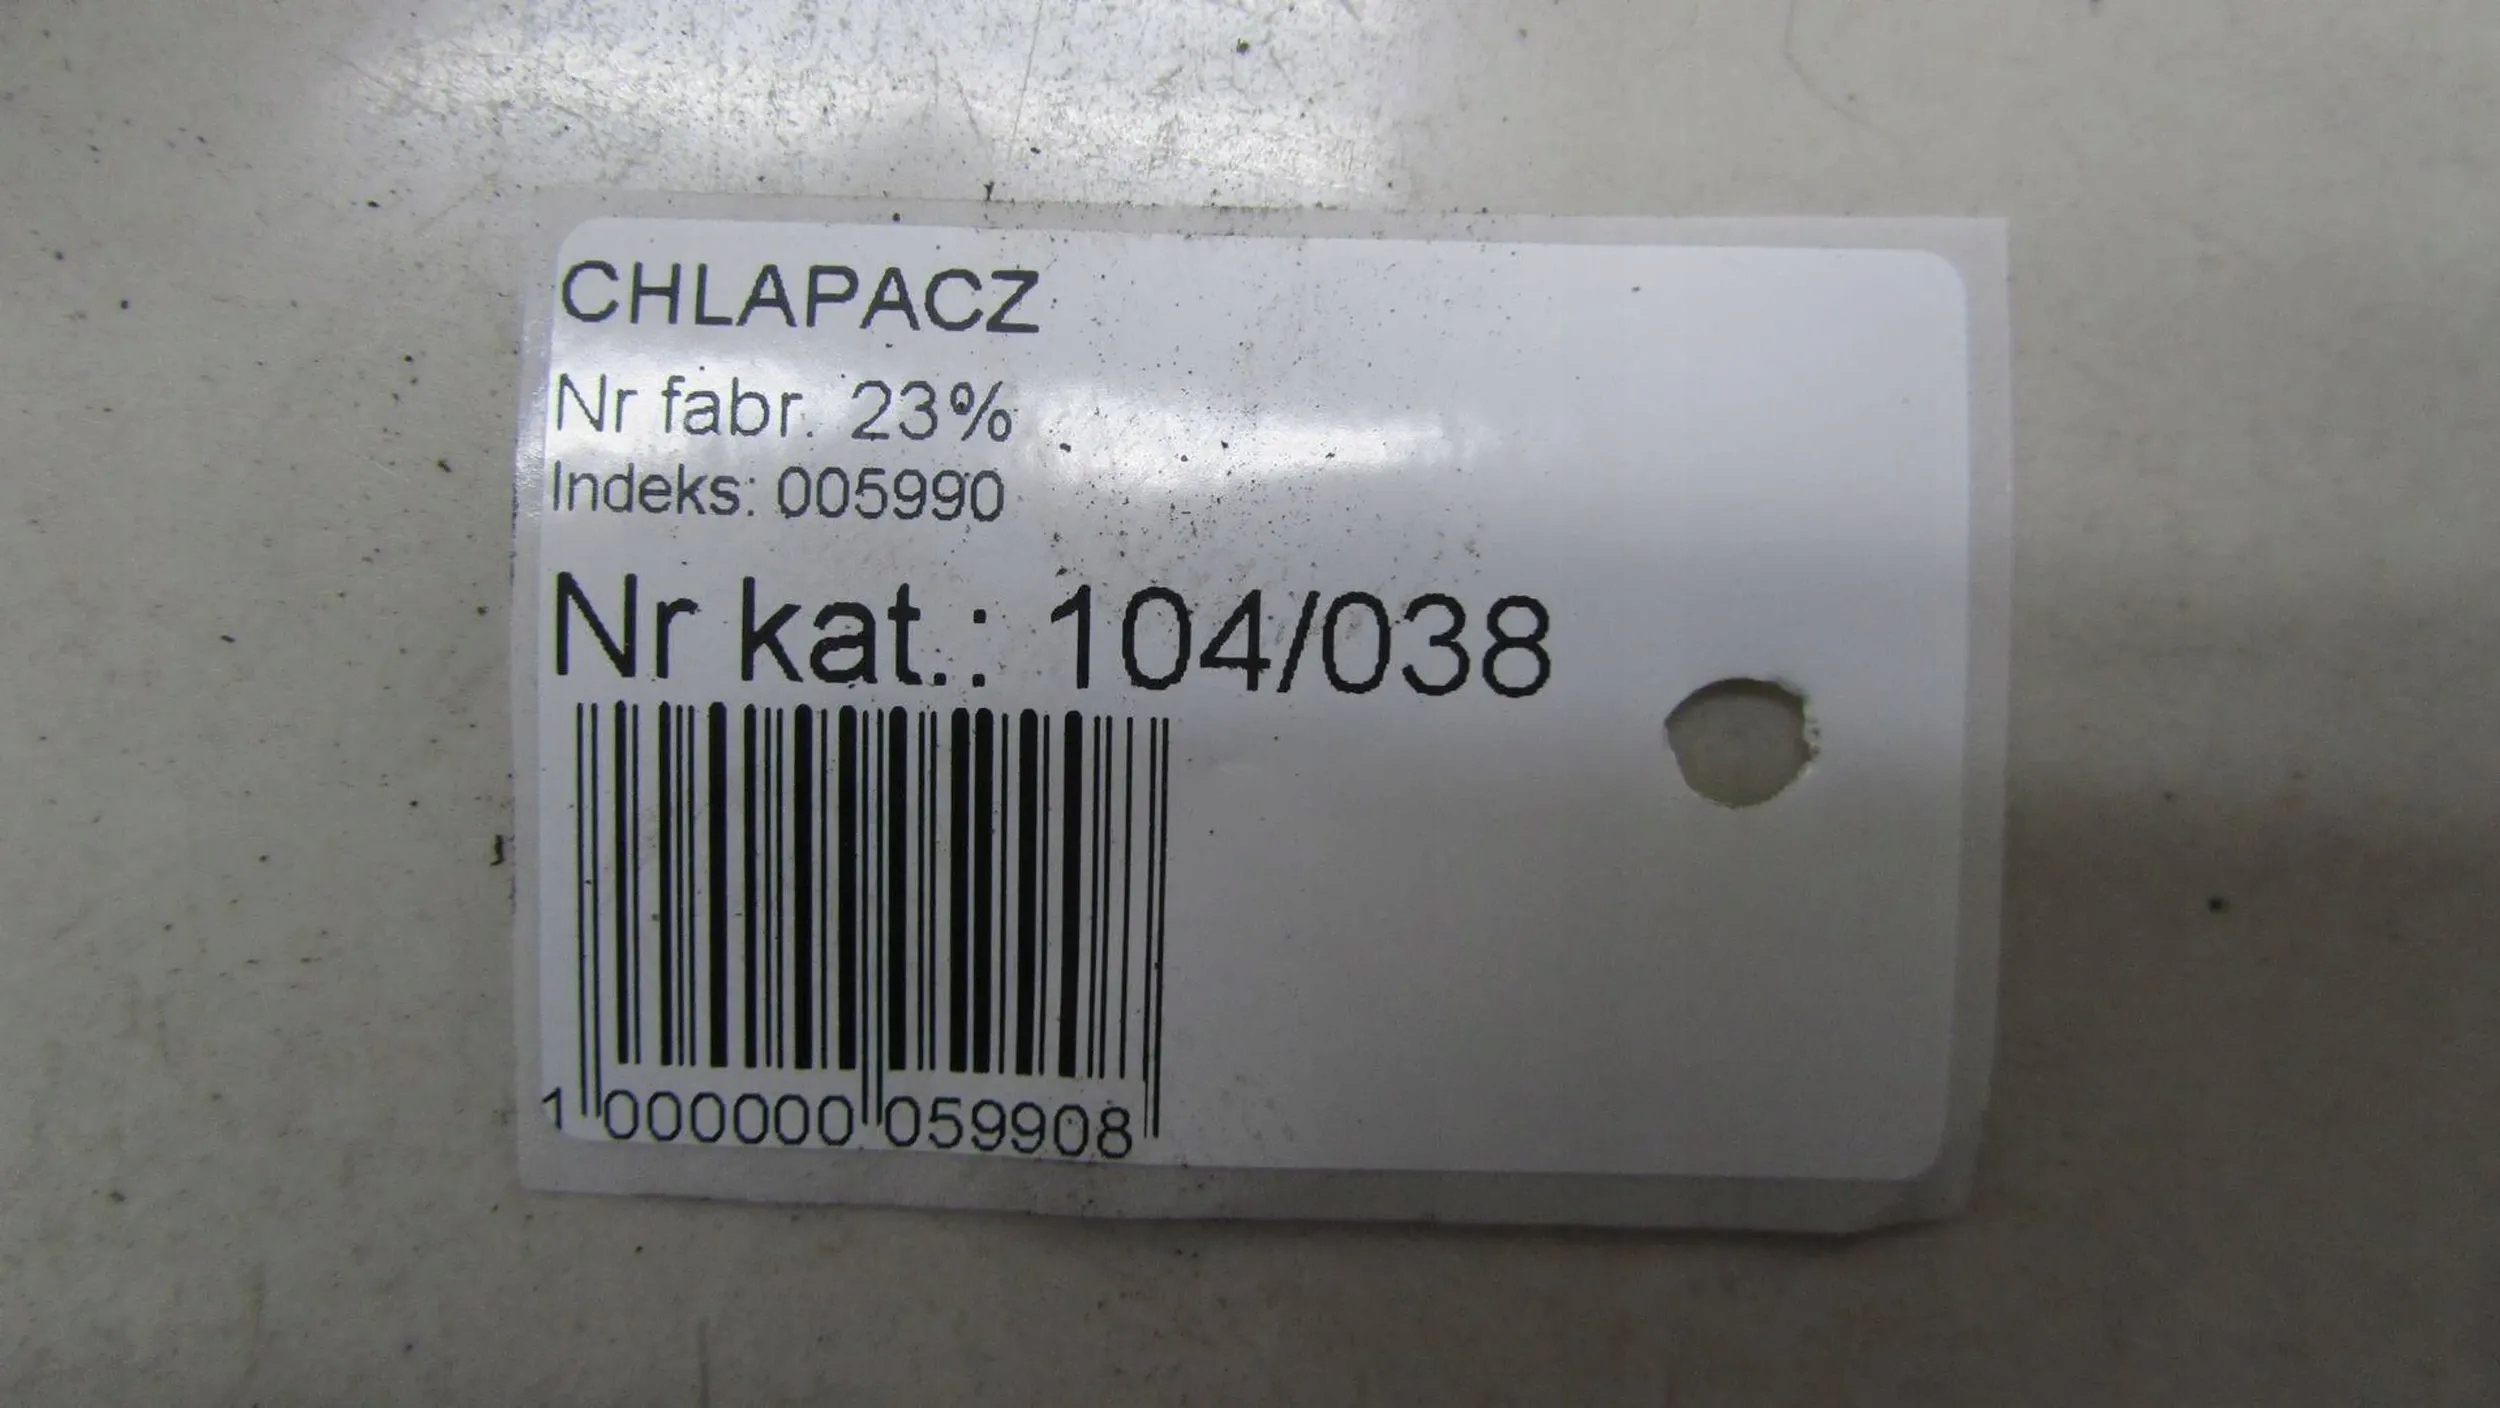 CHLAPACZ
Nr fabr. 23%
Indeks: 005990
Nr kat.: 104/038
1 000000 059908